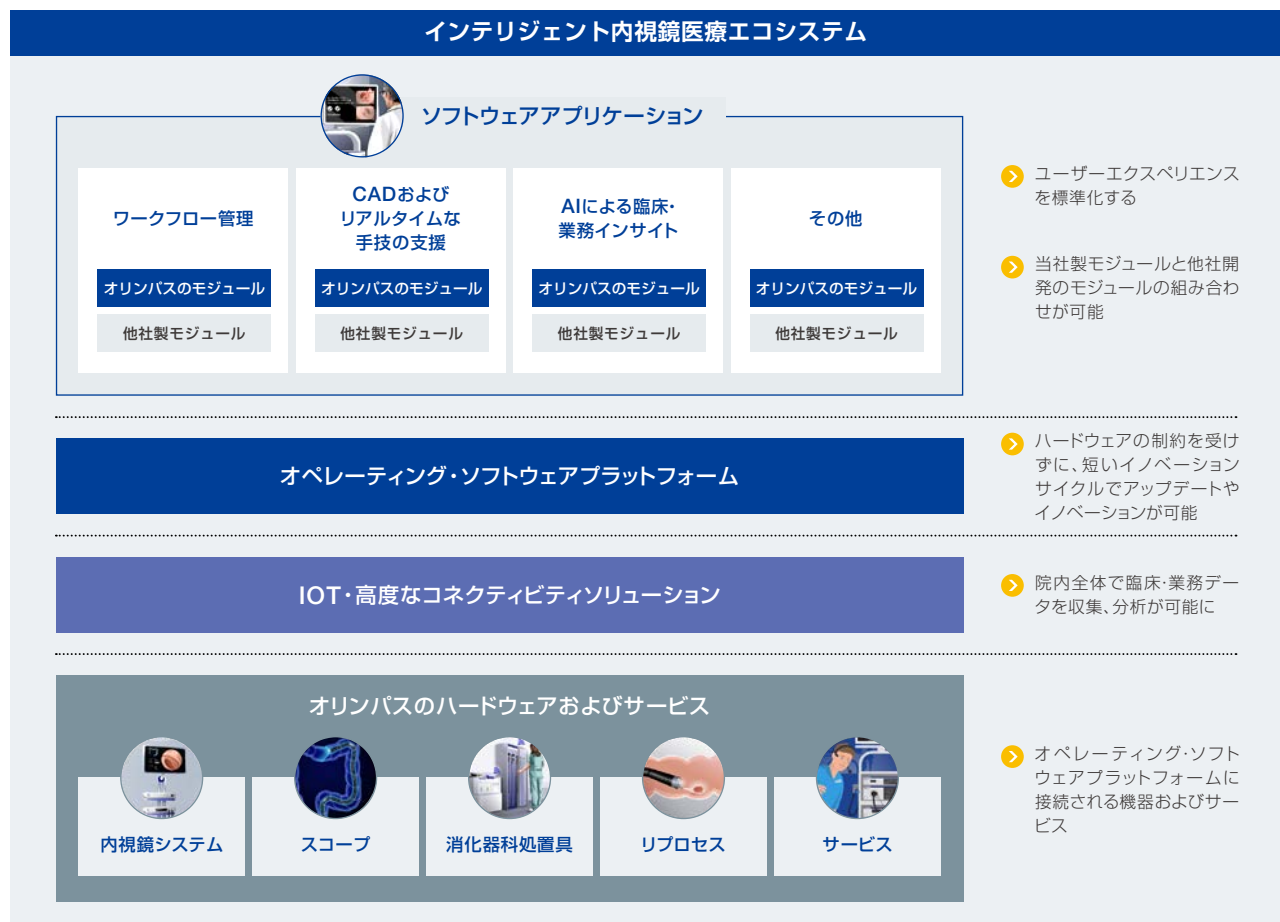 インテリジェント内視鏡医療エコシステム
ソフトウェアアプリケーション
ワークフロー管理
オリンパスのモジュール
他社製モジュール
CADおよび
リアルタイムな
手技の支援
オリンパスのモジュール
他社製モジュール
AIによる臨床・
業務インサイト
オリンパスのモジュール
他社製モジュール
その他
オリンパスのモジュール
他社製モジュール
ユーザーエクスペリエンス
を標準化する
当社製モジュールと他社開
発のモジュールの組み合わ
せが可能
オペレーティング・ソフトウェアプラットフォーム
ハードウェアの制約を受け
ずに、短いイノベーション
サイクルでアップデートや
イノベーションが可能
IOT・高度なコネクティビティソリューション
院内全体で臨床・業務デー
タを収集、分析が可能に
オリンパスのハードウェアおよびサービス
内視鏡システム
スコープ
消化器科処置具
リプロセス
サービス
オペレーティング・ソフト
ウェアプラットフォームに
接続される機器およびサー
ビス